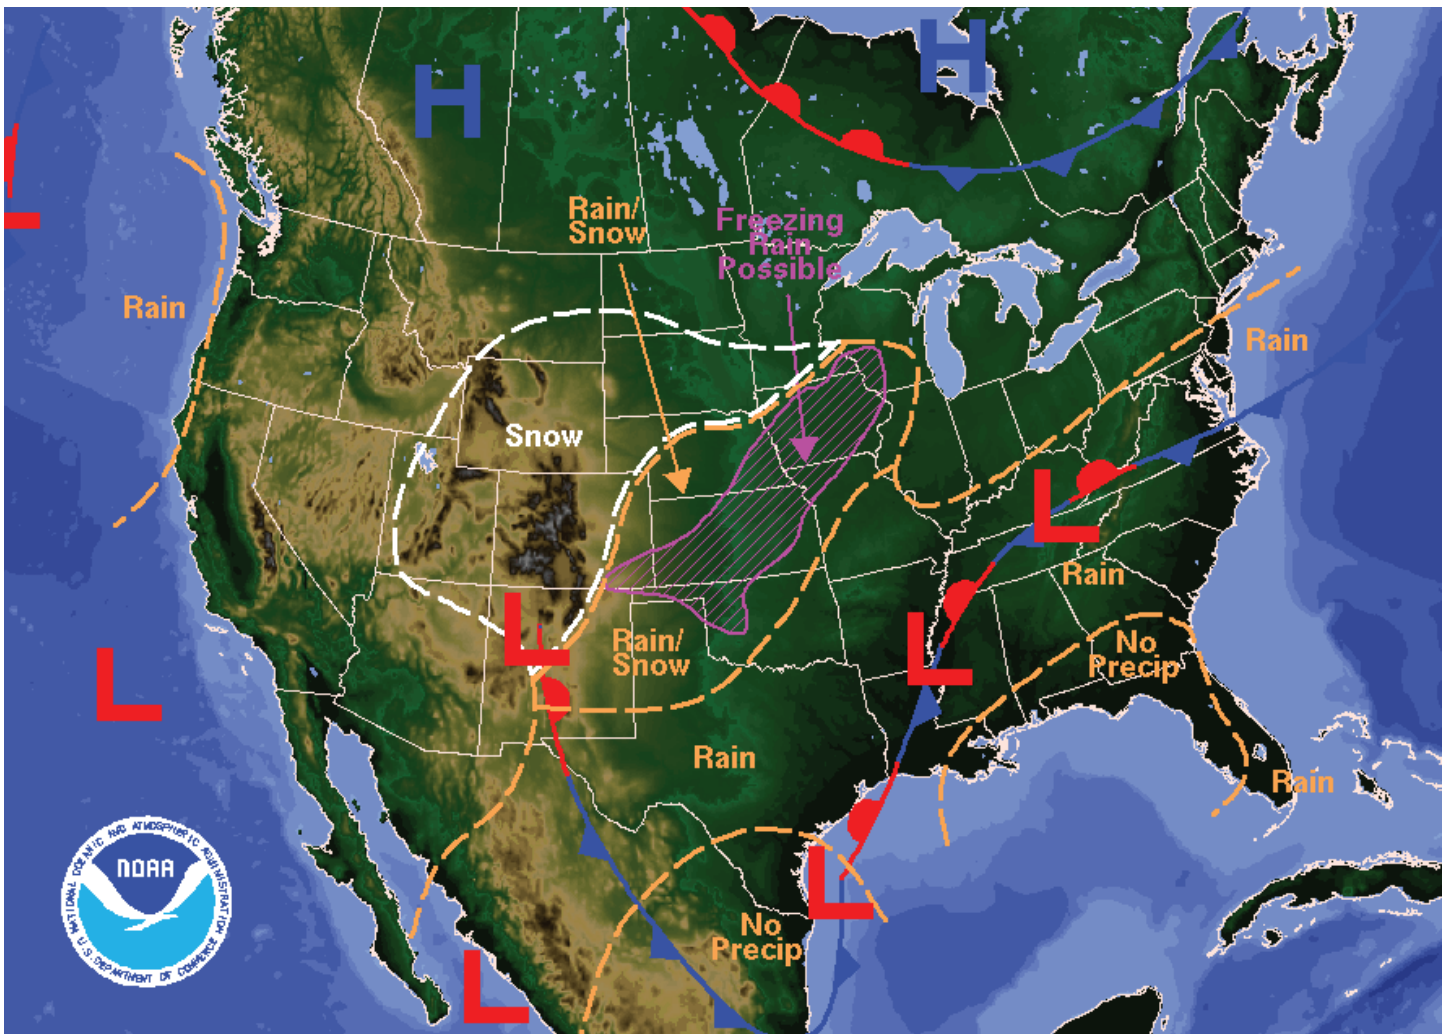 H
H
Rain/
Snow
Freezing
Rain
Possible
L
Rain
Rain
Snow
L
Rain
L
L
Rain/
Snow
No
Precip
L
Rain
Rain
L
No
Precip
L
NOAA
NATIONAL OCEANIC AND ATMOSPHERIC ADMINISTRATION
U.S. DEPARTMENT OF COMMERCE